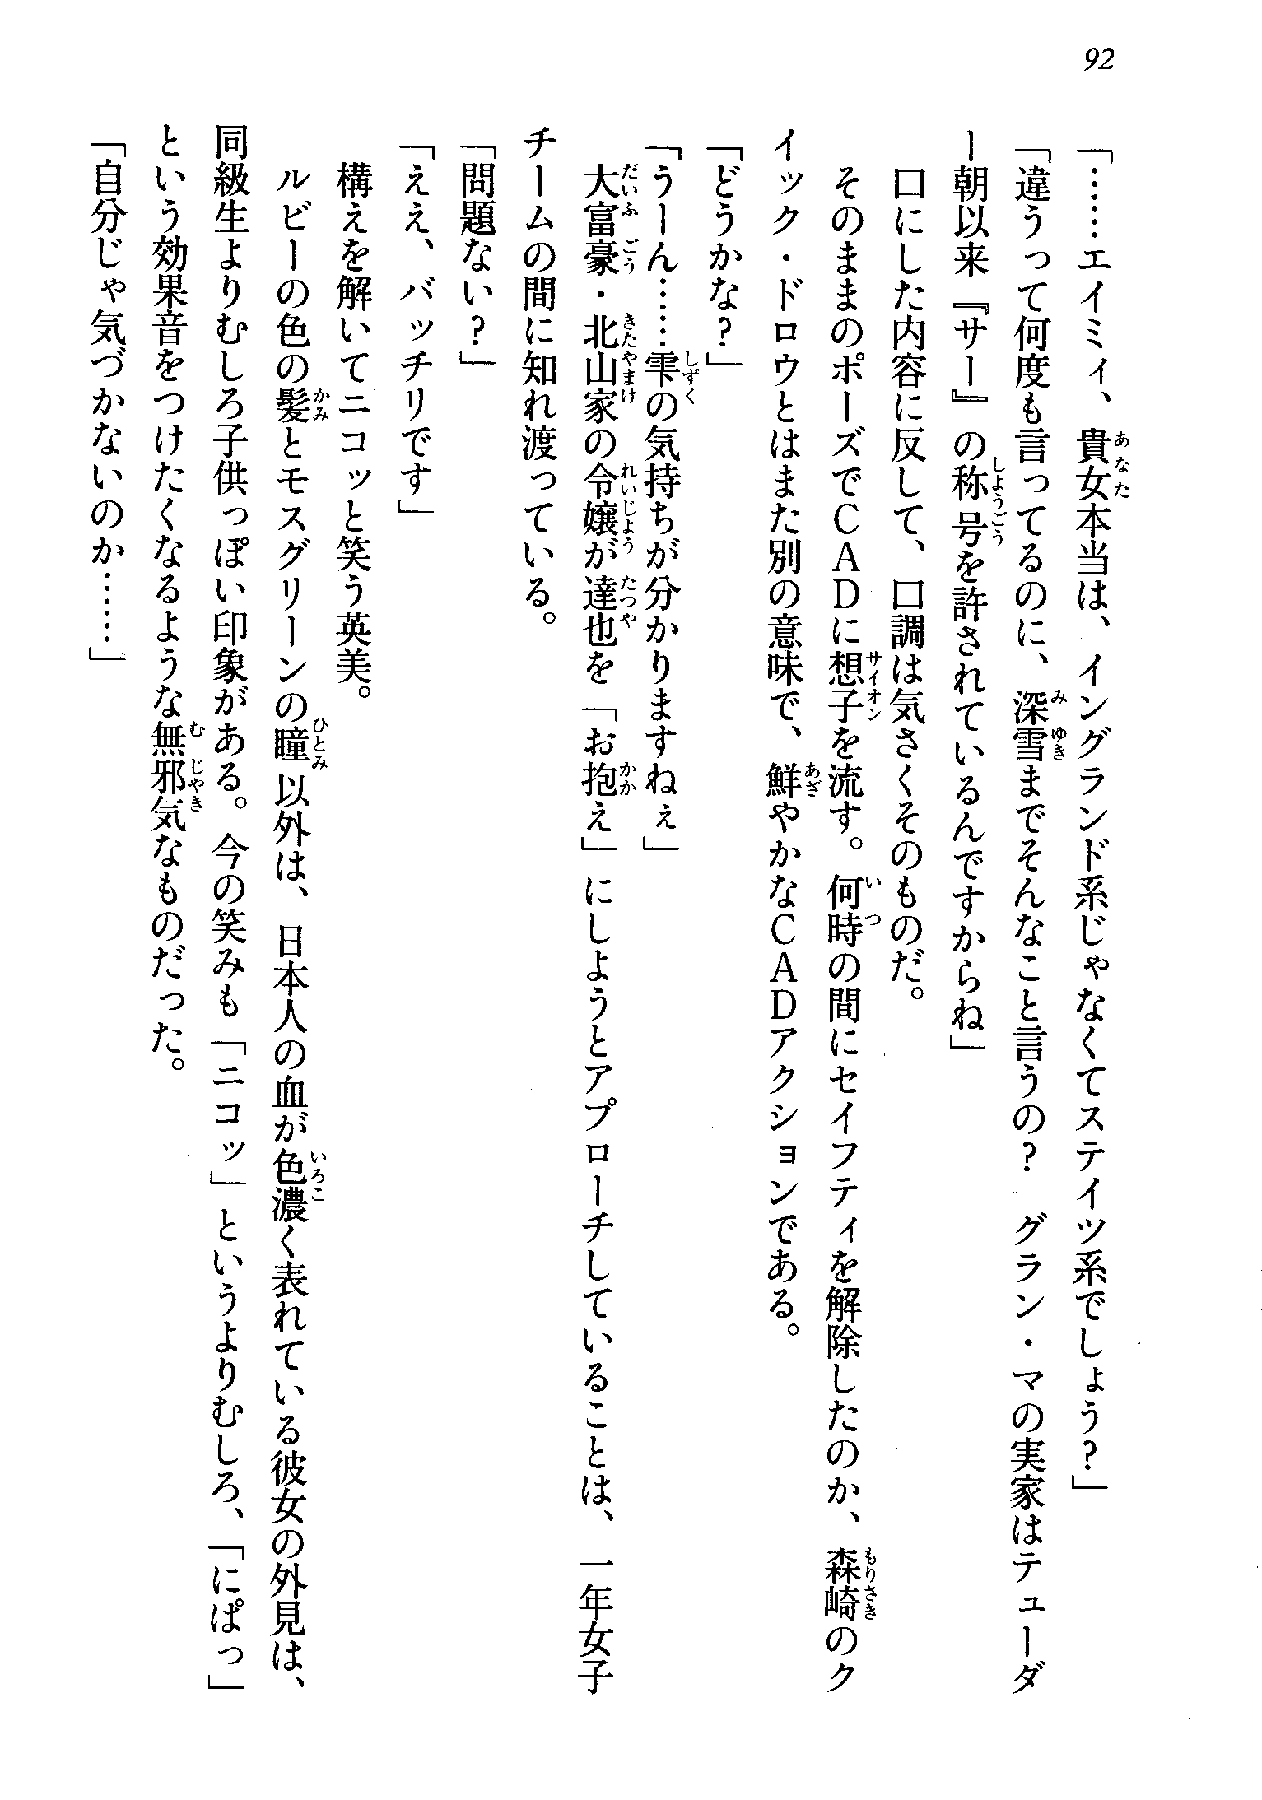 92
「……エイミィ、貴女本当は、イングランド系じゃなくてステイツ系でしょう？」
「違うって何度も言ってるのに、深雪までそんなこと言うの？　グラン・マの実家はテューダ
ー朝以来『サー』の称号を許されているんですからね」
　口にした内容に反して、口調は気さくそのものだ。
　そのままのポーズでＣＡＤに想子を流す。何時の間にセイフティを解除したのか、森崎のク
イック・ドロウとはまた別の意味で、鮮やかなＣＡＤアクションである。
「どうかな？」
「うーん……雫の気持ちが分かりますねぇ」
　大富豪・北山家の令嬢が達也を「お抱え」にしようとアプローチしていることは、一年女子
チームの間に知れ渡っている。
「問題ない？」
「ええ、バッチリです」
　構えを解いてニコッと笑う英美。
　ルビーの色の髪とモスグリーンの瞳以外は、日本人の血が色濃く表れている彼女の外見は、
同級生よりむしろ子供っぽい印象がある。今の笑みも「ニコッ」というよりむしろ、「にぱっ」
という効果音をつけたくなるような無邪気なものだった。
「自分じゃ気づかないのか……」